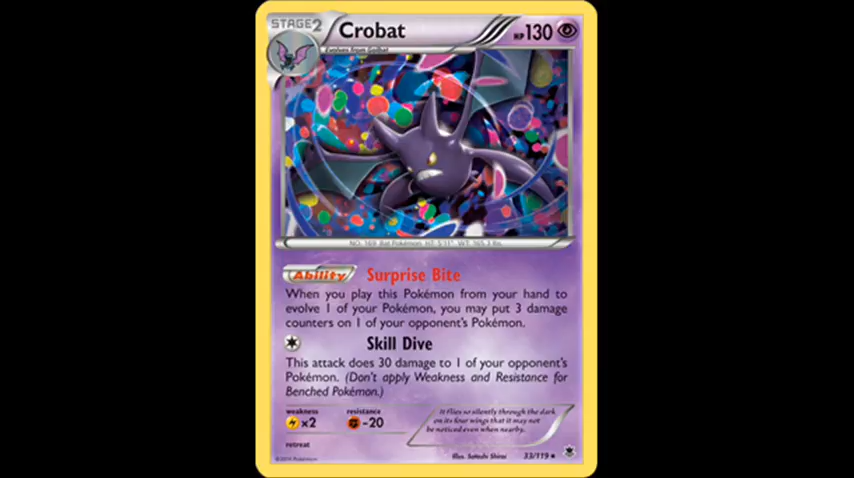 STAGE2
Crobat
HP130
Evolves from Golbat
NO. 169 Bat Pokémon HT: 5'11" WT: 165.3 lbs.
Ability Surprise Bite
When you play this Pokémon from your hand to
evolve 1 of your Pokémon, you may put 3 damage
counters on 1 of your opponent's Pokémon.
Skill Dive
This attack does 30 damage to 1 of your opponent's
Pokémon. (Don't apply Weakness and Resistance for
Benched Pokémon.)
weakness resistance
×2 -20
retreat
It flies so silently through the dark
on its four wings that it may not
be noticed even when nearby.
Illus. Satoshi Shirai 33/119
©2014 Pokémon